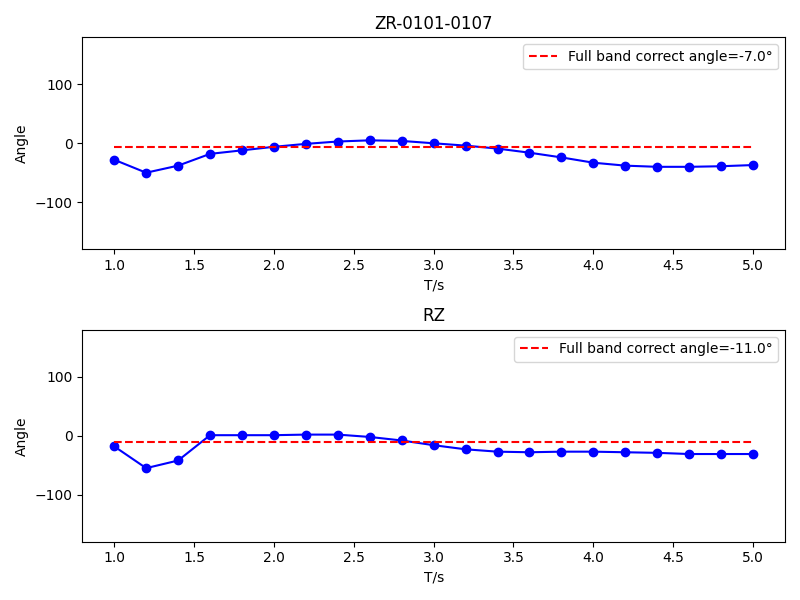 ZR-0101-0107
Full band correct angle=-7.0°
100
0
−100
Angle
1.0 1.5 2.0 2.5 3.0 3.5 4.0 4.5 5.0
T/s
RZ
Full band correct angle=-11.0°
100
0
−100
Angle
1.0 1.5 2.0 2.5 3.0 3.5 4.0 4.5 5.0
T/s